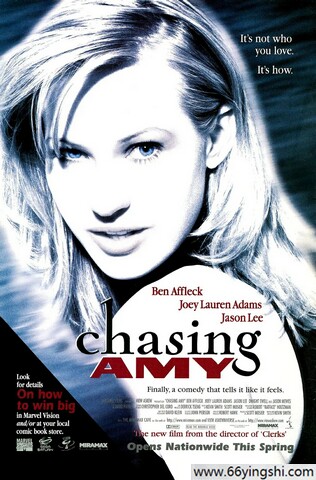 It's not who
you love.
It's how.
Ben Affleck
Joey Lauren Adams
Jason Lee
chasing
AMY
Finally, a comedy that tells it like it feels.
Look
for details
On how
to win big
in Marvel Vision
and/or at your local
comic book store.
MIRAMAX
MIRAMAX
The new film from the director of 'Clerks'
Opens Nationwide This Spring
www.66yingshi.com